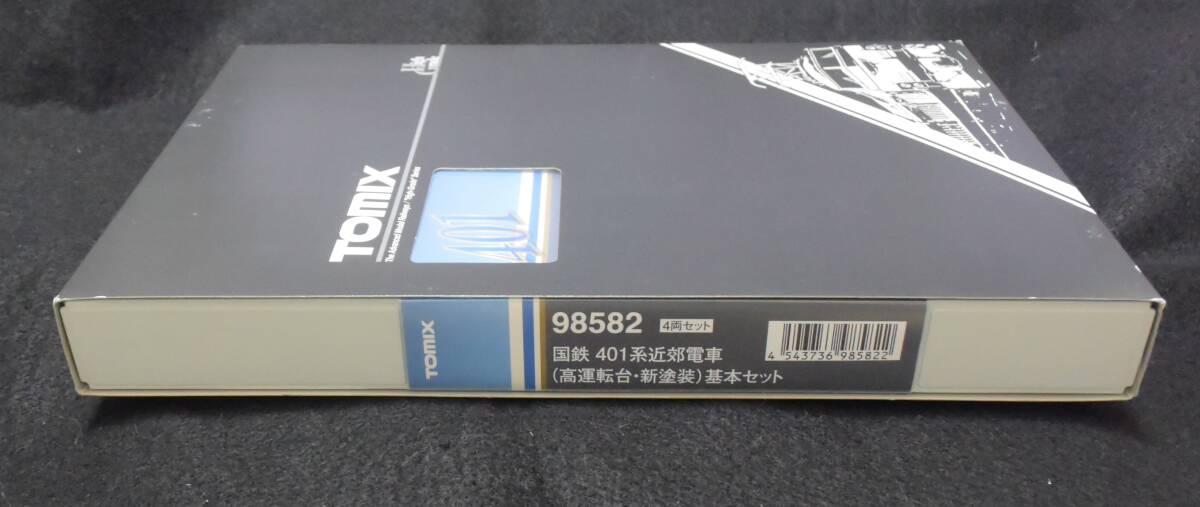 TOMIX
The Advanced Model Railway / "High Grade" Series
401
TOMIX
98582 4両セット
国鉄 401系近郊電車
(高運転台・新塗装)基本セット
4 543736 985822